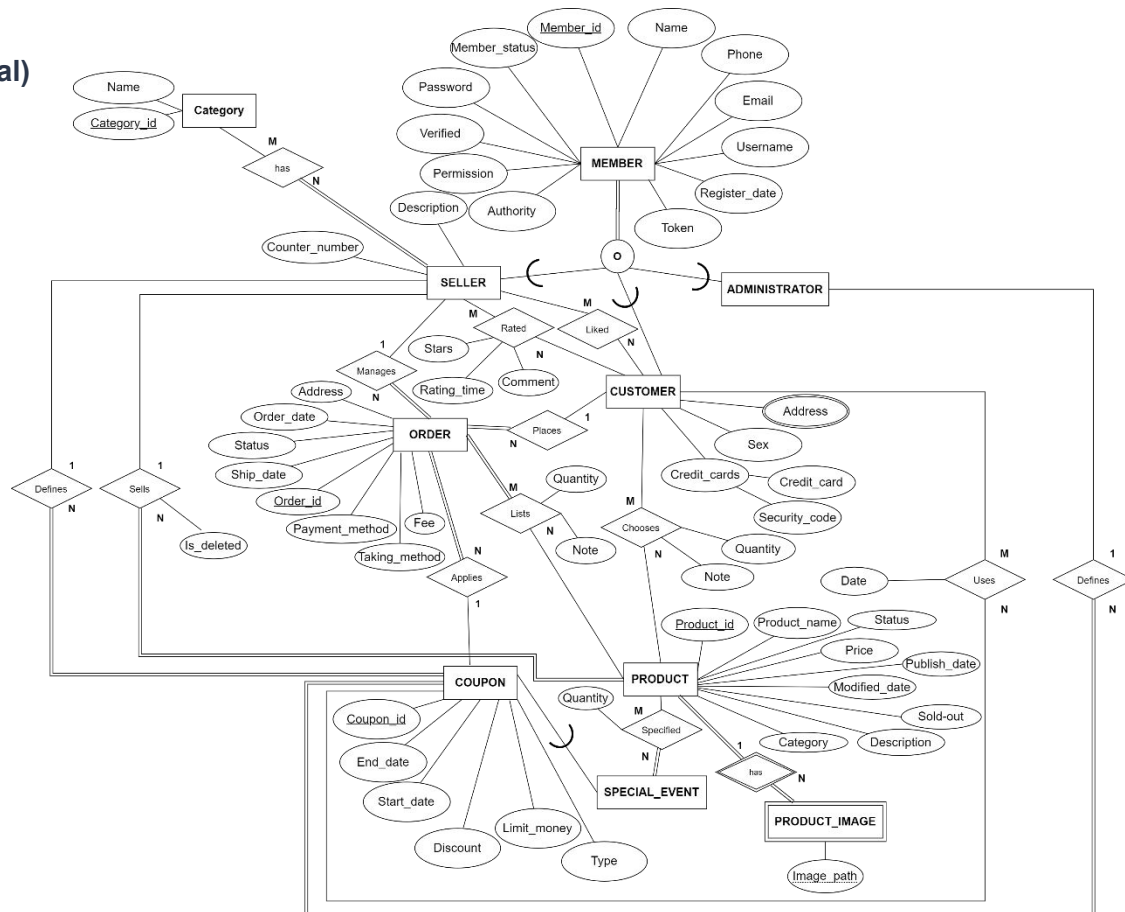 al)
Member_id
Name
Member_status
Phone
Name
Category
Password
Email
Category_id
Verified
Username
M
MEMBER
has
Permission
Register_date
N
Description
Authority
Token
Counter_number
O
SELLER
ADMINISTRATOR
M
M
Rated
Liked
Stars
N
1
N
Manages
Rating_time
Comment
CUSTOMER
N
Address
Address
Order_date
1
ORDER
Places
N
Sex
Status
1
1
M
Quantity
Credit_cards
Credit_card
Ship_date
Defines
Sells
Order_id
Lists
M
Security_code
N
N
N
Chooses
Payment_method
Fee
Is_deleted
Note
N
Quantity
Taking_method
N
M
1
Note
Applies
Date
Uses
Defines
1
N
N
Product_id
Product_name
Status
Price
Publish_date
COUPON
PRODUCT
Quantity
Modified_date
M
Coupon_id
Sold-out
Specified
1
Category
Description
End_date
N
has
N
Start_date
SPECIAL_EVENT
PRODUCT_IMAGE
Limit_money
Discount
Type
Image_path